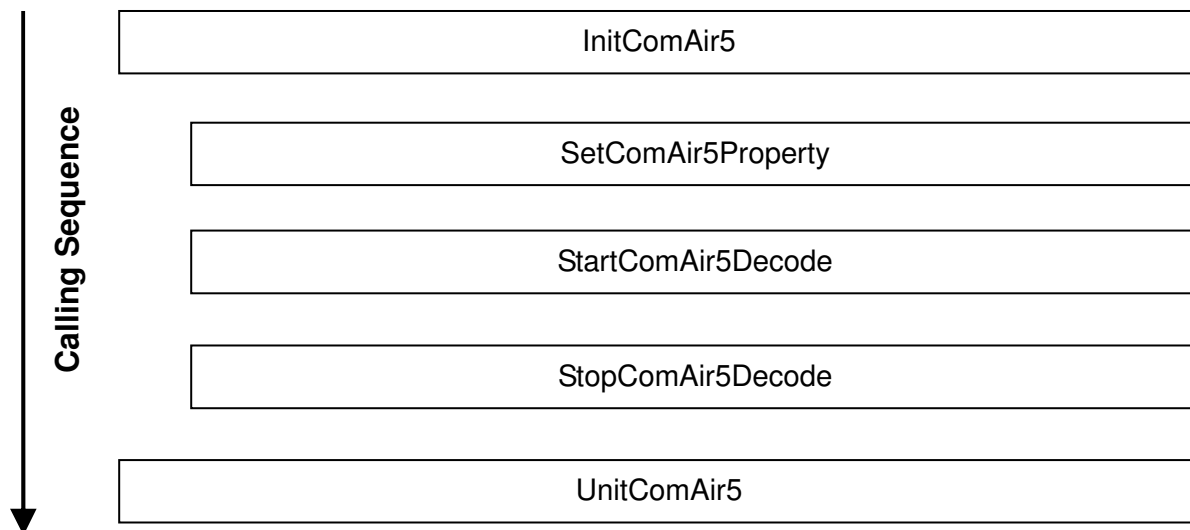 InitComAir5
SetComAir5Property
StartComAir5Decode
StopComAir5Decode
UnitComAir5
Calling Sequence